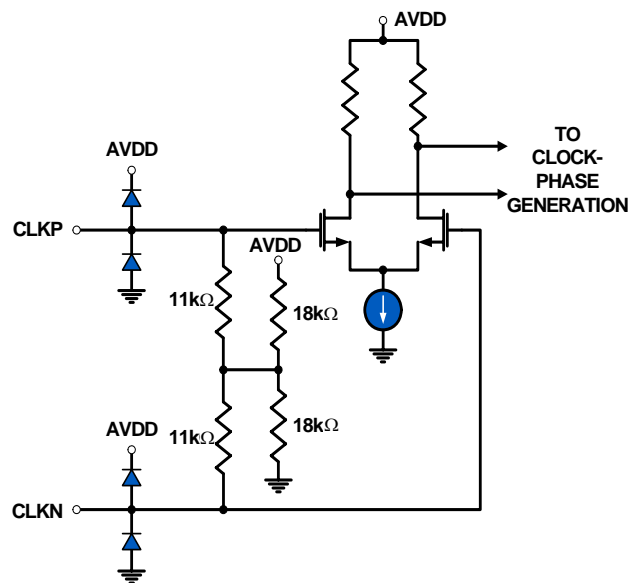 AVDD
AVDD
TO
CLOCK-
PHASE
GENERATION
CLKP
AVDD
11kΩ
18kΩ
AVDD
11kΩ
18kΩ
CLKN